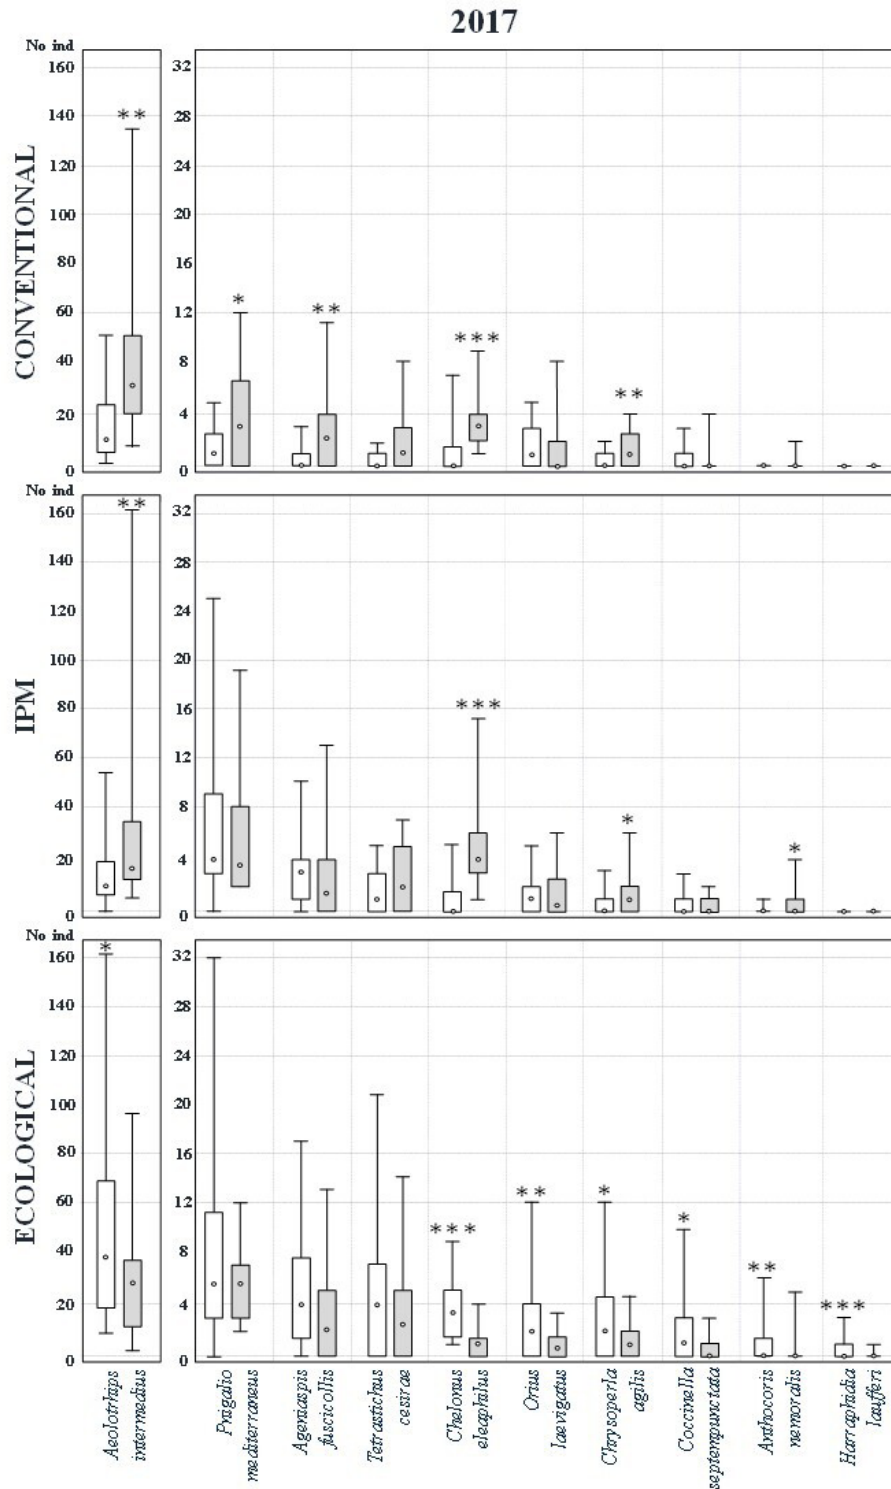 2017
CONVENTIONAL
No ind
160
140
120
100
80
60
40
20
0
32
28
24
20
16
12
8
4
0
**
*
**
***
**
IPM
No ind
160
140
120
100
80
60
40
20
0
32
28
24
20
16
12
8
4
0
**
***
*
*
ECOLOGICAL
No ind
160
140
120
100
80
60
40
20
0
32
28
24
20
16
12
8
4
0
*
***
**
*
*
**
***
Aeolotrhips
intermedius
Pnigalio
mediterraneus
Ageniaspis
fuscicollis
Tetrastichus
cesirae
Chelonus
eleaphilus
Orius
laevigatus
Chrysoperla
agilis
Coccinella
septempunctata
Anthocoris
nemoralis
Harraphidia
laufferi